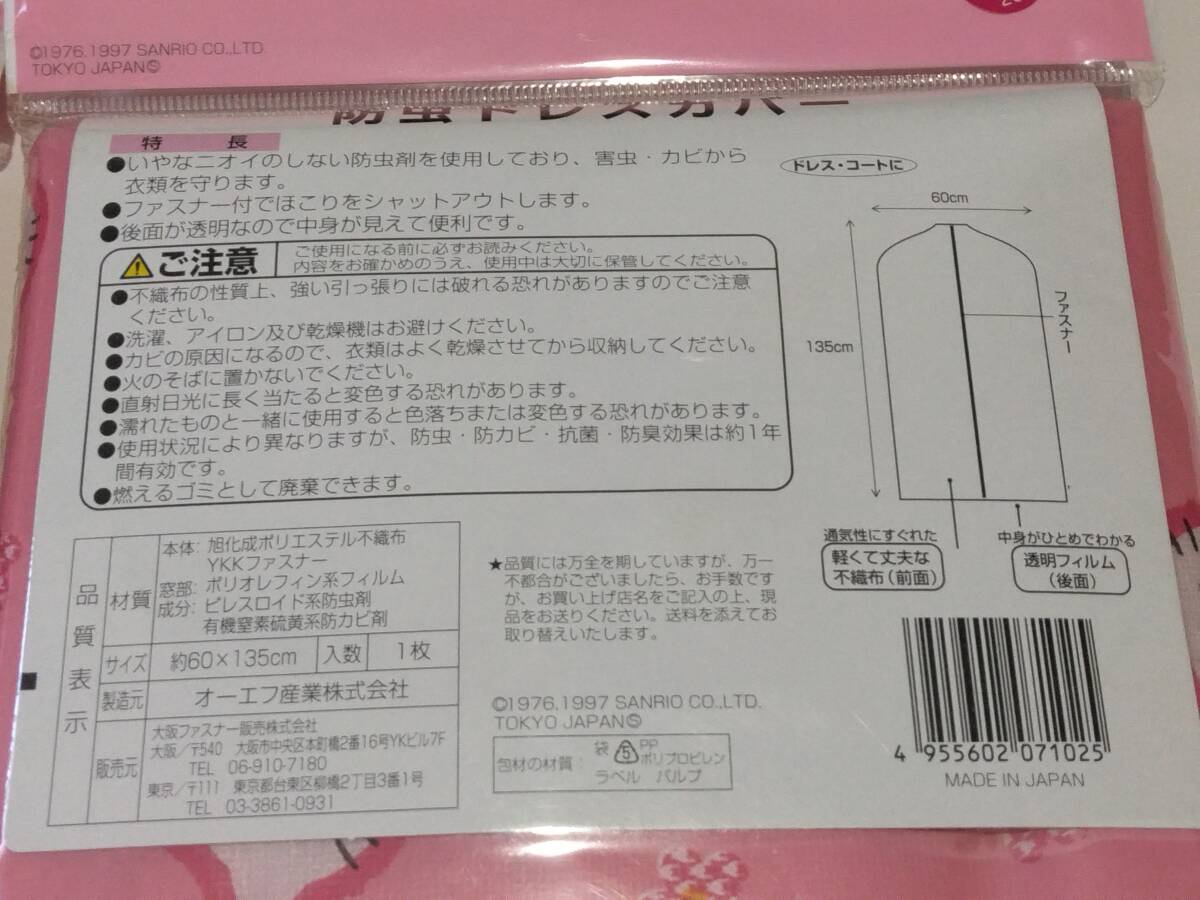 ©1976,1997 SANRIO CO.,LTD.
TOKYO JAPANⓈ
防虫ドレスカバー
特長
●いやなニオイのしない防虫剤を使用しており、害虫・カビから
衣類を守ります。
●ファスナー付でほこりをシャットアウトします。
●後面が透明なので中身が見えて便利です。
ご注意
ご使用になる前に必ずお読みください。
内容をお確かめのうえ、使用中は大切に保管してください。
●不織布の性質上、強い引っ張りには破れる恐れがありますのでご注意
ください。
●洗濯、アイロン及び乾燥機はお避けください。
●カビの原因になるので、衣類はよく乾燥させてから収納してください。
●火のそばに置かないでください。
●直射日光に長く当たると変色する恐れがあります。
●濡れたものと一緒に使用すると色落ちまたは変色する恐れがあります。
●使用状況により異なりますが、防虫・防カビ・抗菌・防臭効果は約1年
間有効です。
●燃えるゴミとして廃棄できます。
ドレス・コートに
60cm
135cm
ファスナー
通気性にすぐれた
軽くて丈夫な
不織布(前面)
中身がひとめでわかる
透明フィルム
(後面)
品質表示
材質
本体: 旭化成ポリエステル不織布
YKKファスナー
窓部: ポリオレフィン系フィルム
成分: ピレスロイド系防虫剤
有機窒素硫黄系防カビ剤
サイズ 約60×135cm 入数 1枚
製造元 オーエフ産業株式会社
販売元
大阪ファスナー販売株式会社
大阪/〒540 大阪市中央区本町橋2番16号YKビル7F
TEL 06-910-7180
東京/〒111 東京都台東区柳橋2丁目3番1号
TEL 03-3861-0931
★品質には万全を期していますが、万一
不都合がございましたら、お手数です
が、お買い上げ店名をご記入の上、現
品をお送りください。送料を添えてお
取り替えいたします。
©1976,1997 SANRIO CO.,LTD.
TOKYO JAPANⓈ
包材の材質:
袋 5 PP
ポリプロピレン
ラベル パルプ
4 955602 071025
MADE IN JAPAN